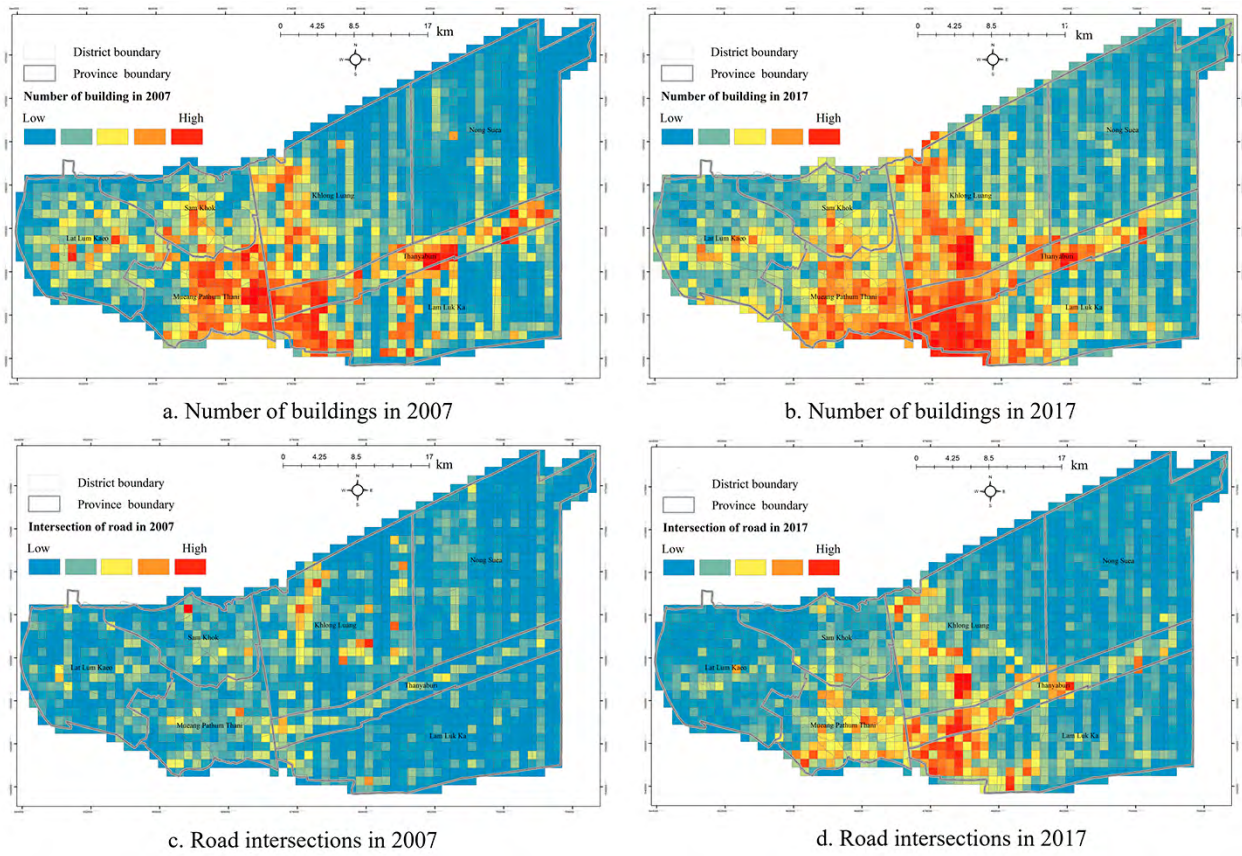 0 4.25 8.5 17
km
N
W E
S
District boundary
Province boundary
Number of building in 2007
Low High
Nong Suea
Khlong Luang
Sam Khok
Lat Lum Kaeo
Thanyaburi
Mueang Pathum Thani
Lam Luk Ka
a. Number of buildings in 2007
0 4.25 8.5 17
km
N
W E
S
District boundary
Province boundary
Number of building in 2017
Low High
Nong Suea
Khlong Luang
Sam Khok
Lat Lum Kaeo
Thanyaburi
Mueang Pathum Thani
Lam Luk Ka
b. Number of buildings in 2017
0 4.25 8.5 17
km
N
W E
S
District boundary
Province boundary
Intersection of road in 2007
Low High
Nong Suea
Khlong Luang
Sam Khok
Lat Lum Kaeo
Thanyaburi
Mueang Pathum Thani
Lam Luk Ka
c. Road intersections in 2007
0 4.25 8.5 17
km
N
W E
S
District boundary
Province boundary
Intersection of road in 2017
Low High
Nong Suea
Khlong Luang
Sam Khok
Lat Lum Kaeo
Thanyaburi
Mueang Pathum Thani
Lam Luk Ka
d. Road intersections in 2017